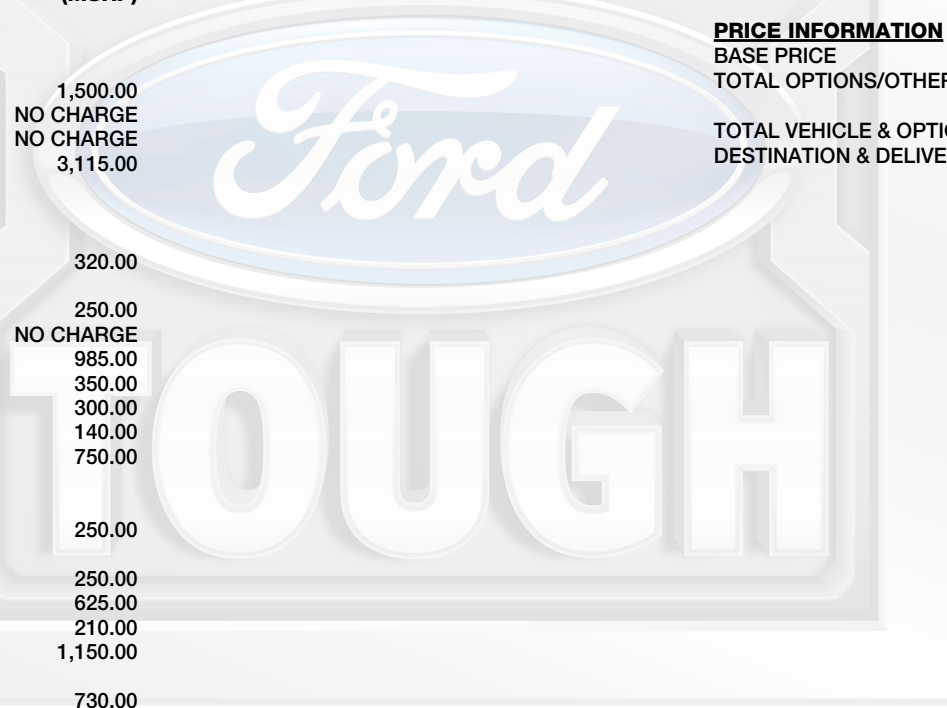 PRICE INFORMATION
BASE PRICE
TOTAL OPTIONS/OTHER
TOTAL VEHICLE & OPTIO
DESTINATION & DELIVE
1,500.00
NO CHARGE
NO CHARGE
3,115.00
320.00
250.00
NO CHARGE
985.00
350.00
300.00
140.00
750.00
250.00
250.00
625.00
210.00
1,150.00
730.00
Ford
TOUGH